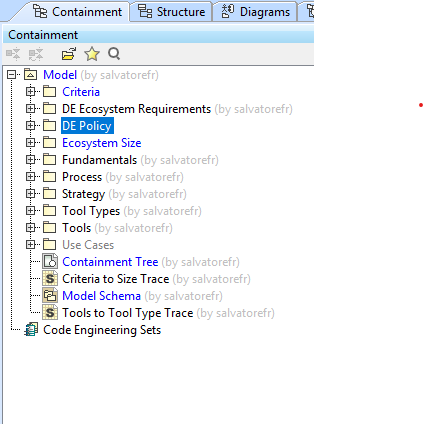 Containment Structure Diagrams
Containment
Model (by salvatorefr)
Criteria
DE Ecosystem Requirements (by salvatorefr)
DE Policy
Ecosystem Size
Fundamentals (by salvatorefr)
Process (by salvatorefr)
Strategy (by salvatorefr)
Tool Types (by salvatorefr)
Tools (by salvatorefr)
Use Cases
Containment Tree (by salvatorefr)
Criteria to Size Trace (by salvatorefr)
Model Schema (by salvatorefr)
Tools to Tool Type Trace (by salvatorefr)
Code Engineering Sets